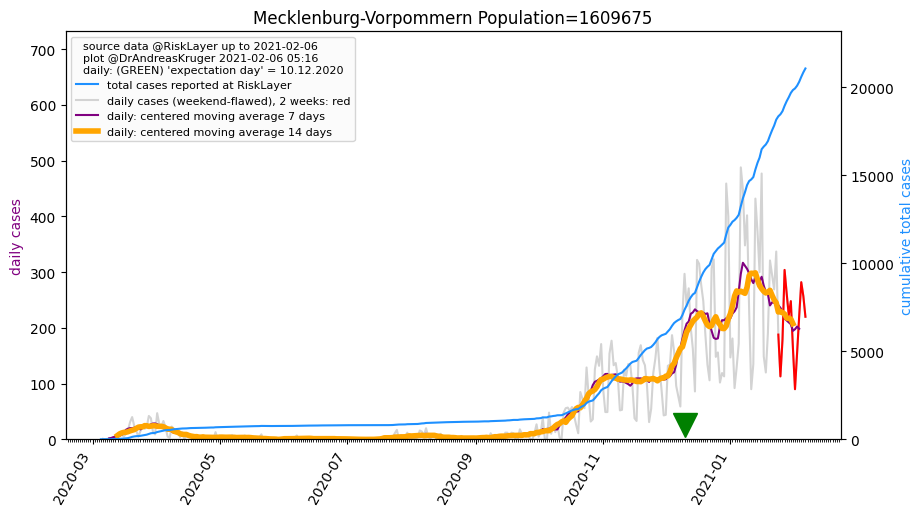 Mecklenburg-Vorpommern Population=1609675
source data @RiskLayer up to 2021-02-06
plot @DrAndreasKruger 2021-02-06 05:16
daily: (GREEN) 'expectation day' = 10.12.2020
total cases reported at RiskLayer
daily cases (weekend-flawed), 2 weeks: red
daily: centered moving average 7 days
daily: centered moving average 14 days
daily cases
700
600
500
400
300
200
100
0
cumulative total cases
20000
15000
10000
5000
0
2020-03
2020-05
2020-07
2020-09
2020-11
2021-01